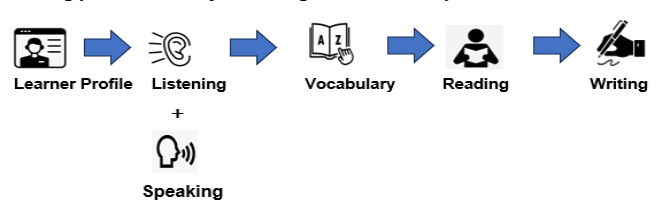 A Z
Learner Profile Listening Vocabulary Reading Writing
+
Speaking